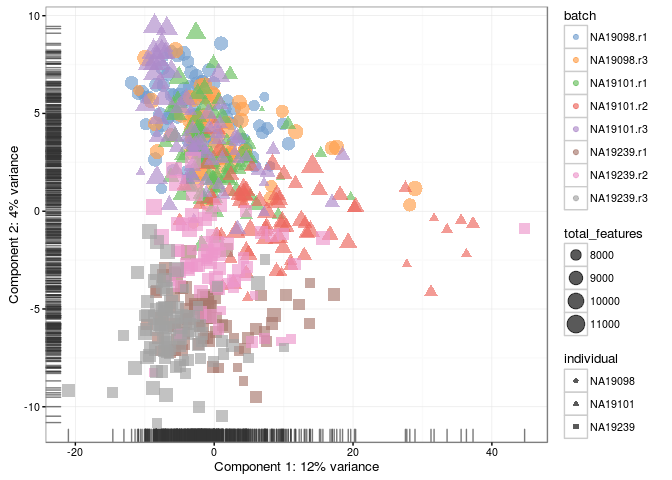 10
5
0
-5
-10
-20
0
20
40
Component 2: 4% variance
Component 1: 12% variance
batch
NA19098.r1
NA19098.r3
NA19101.r1
NA19101.r2
NA19101.r3
NA19239.r1
NA19239.r2
NA19239.r3
total_features
8000
9000
10000
11000
individual
NA19098
NA19101
NA19239